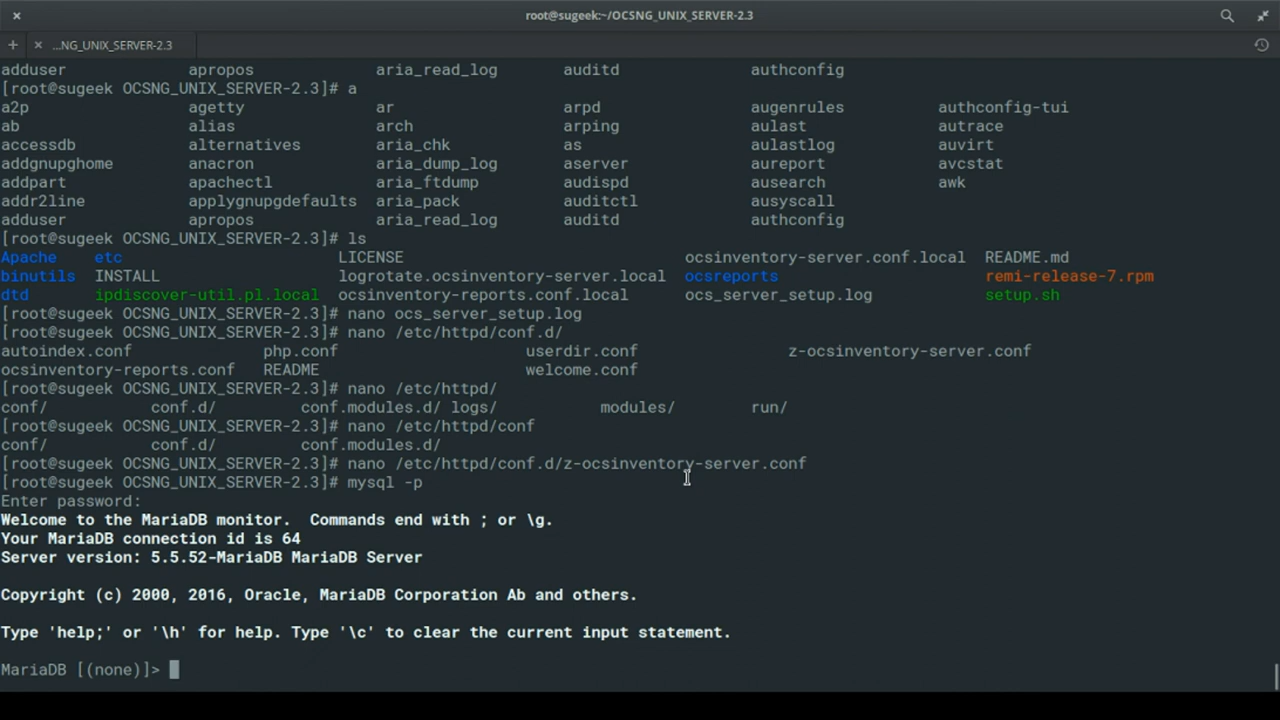 root@sugeek:~/OCSNG_UNIX_SERVER-2.3
...NG_UNIX_SERVER-2.3
adduser apropos aria_read_log auditd authconfig
[root@sugeek OCSNG_UNIX_SERVER-2.3]# a
a2p agetty ar arpd augenrules authconfig-tui
ab alias arch arping aulast autrace
accessdb alternatives aria_chk as aulastlog auvirt
addgnupghome anacron aria_dump_log aserver aureport avcstat
addpart apachectl aria_ftdump audispd ausearch awk
addr2line applygnupgdefaults aria_pack auditctl ausyscall
adduser apropos aria_read_log auditd authconfig
[root@sugeek OCSNG_UNIX_SERVER-2.3]# ls
Apache etc LICENSE ocsinventory-server.conf.local README.md
binutils INSTALL logrotate.ocsinventory-server.local ocsreports remi-release-7.rpm
dtd ipdiscover-util.pl.local ocsinventory-reports.conf.local ocs_server_setup.log setup.sh
[root@sugeek OCSNG_UNIX_SERVER-2.3]# nano ocs_server_setup.log
[root@sugeek OCSNG_UNIX_SERVER-2.3]# nano /etc/httpd/conf.d/
autoindex.conf php.conf userdir.conf z-ocsinventory-server.conf
ocsinventory-reports.conf README welcome.conf
[root@sugeek OCSNG_UNIX_SERVER-2.3]# nano /etc/httpd/
conf/ conf.d/ conf.modules.d/ logs/ modules/ run/
[root@sugeek OCSNG_UNIX_SERVER-2.3]# nano /etc/httpd/conf
conf/ conf.d/ conf.modules.d/
[root@sugeek OCSNG_UNIX_SERVER-2.3]# nano /etc/httpd/conf.d/z-ocsinventory-server.conf
[root@sugeek OCSNG_UNIX_SERVER-2.3]# mysql -p
Enter password:
Welcome to the MariaDB monitor.  Commands end with ; or \g.
Your MariaDB connection id is 64
Server version: 5.5.52-MariaDB MariaDB Server
Copyright (c) 2000, 2016, Oracle, MariaDB Corporation Ab and others.
Type 'help;' or '\h' for help. Type '\c' to clear the current input statement.
MariaDB [(none)]>